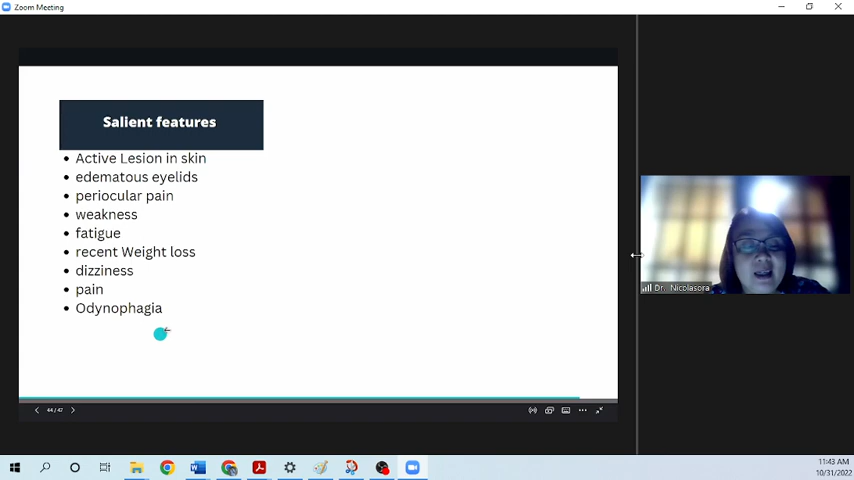 Zoom Meeting
Salient features
Active Lesion in skin
edematous eyelids
periocular pain
weakness
fatigue
recent Weight loss
dizziness
pain
Odynophagia
Dr. Nicolasora
44 / 47
11:43 AM
10/31/2022